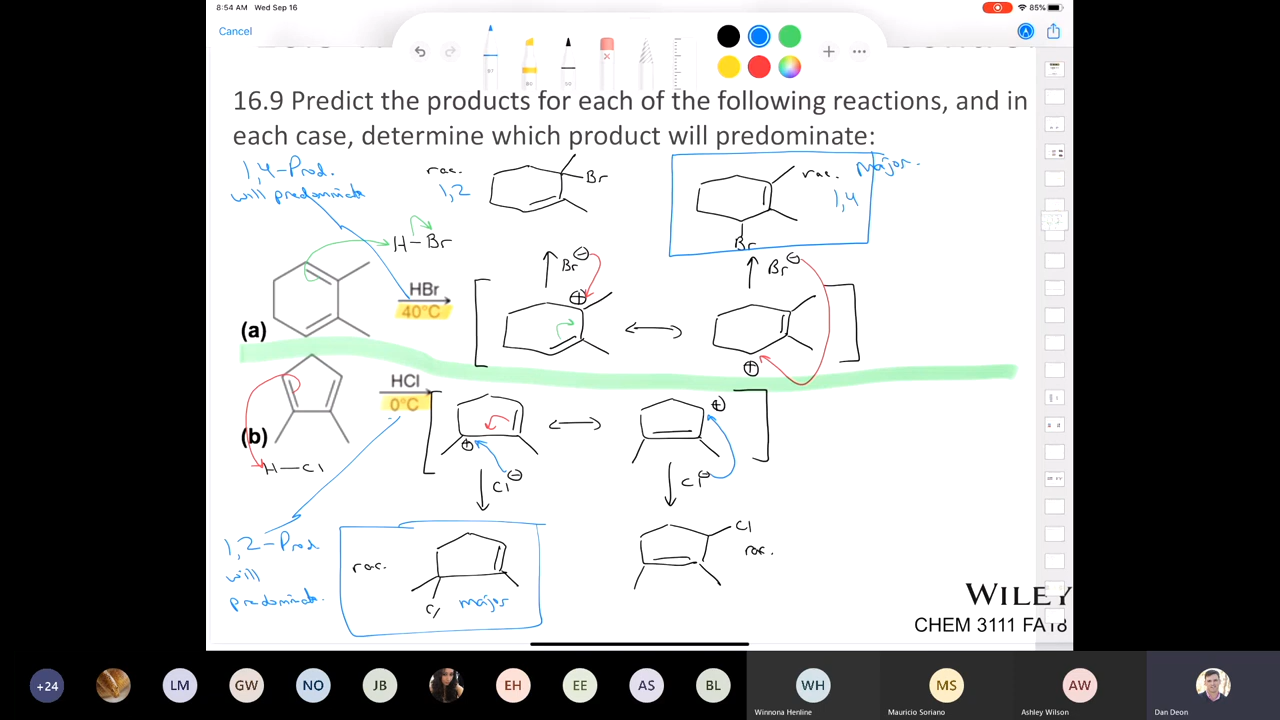 8:54 AM Wed Sep 16
85%
Cancel
16.9 Predict the products for each of the following reactions, and in
each case, determine which product will predominate:
1,4-Prod.
will predominate
rac.
1,2
Br
rac.
Major.
1,4
Br
H-Br
Br
Br
HBr
40°C
(a)
HCl
0°C
(b)
H-Cl
Cl
Cl
1,2-Prod
will
predominate.
rac.
Cl
major
Cl
rac.
WILEY
CHEM 3111 FA18
+24
LM
GW
NO
JB
EH
EE
AS
BL
WH
MS
AW
Winnona Henline
Mauricio Soriano
Ashley Wilson
Dan Deon